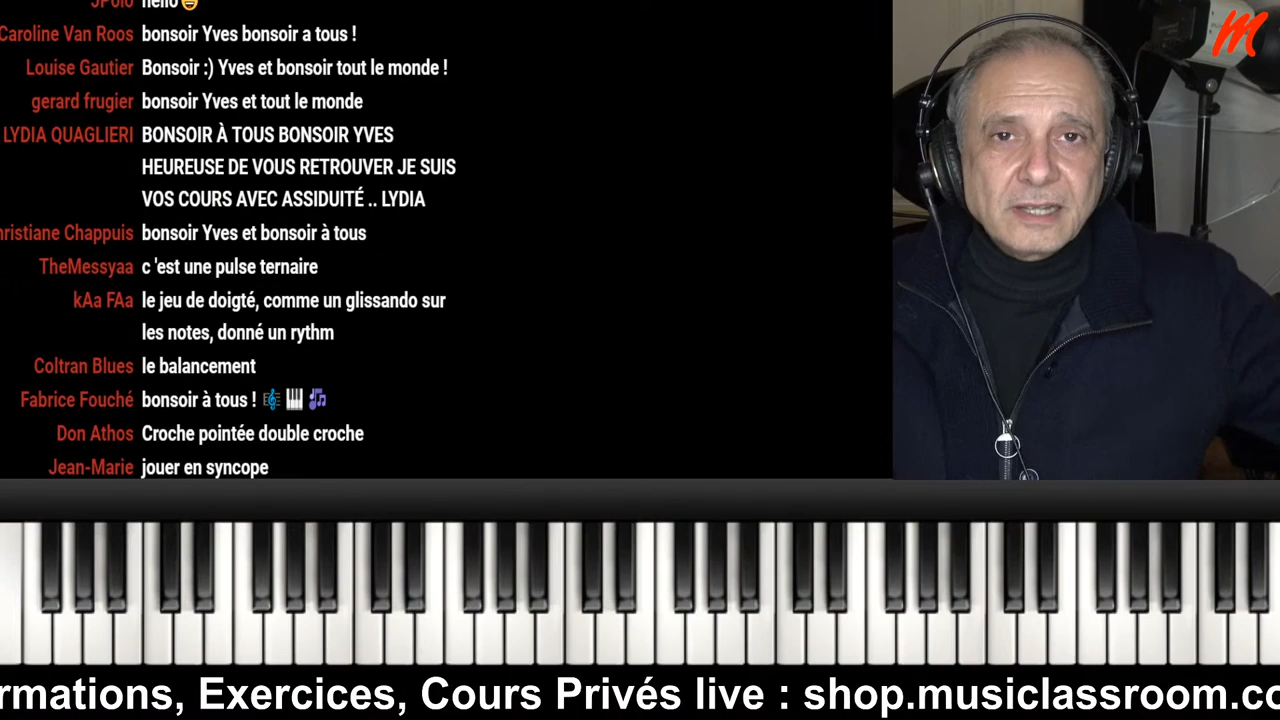 JPolo hello😄
Caroline Van Roos bonsoir Yves bonsoir a tous !
Louise Gautier Bonsoir :) Yves et bonsoir tout le monde !
gerard frugier bonsoir Yves et tout le monde
LYDIA QUAGLIERI BONSOIR À TOUS BONSOIR YVES
HEUREUSE DE VOUS RETROUVER JE SUIS
VOS COURS AVEC ASSIDUITÉ .. LYDIA
hristiane Chappuis bonsoir Yves et bonsoir à tous
TheMessyaa c 'est une pulse ternaire
kAa FAa le jeu de doigté, comme un glissando sur
les notes, donné un rythm
Coltran Blues le balancement
Fabrice Fouché bonsoir à tous ! 🎼 🎹 🎶
Don Athos Croche pointée double croche
Jean-Marie jouer en syncope
M
rmations, Exercices, Cours Privés live : shop.musiclassroom.co